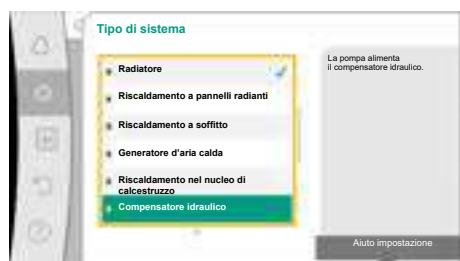 Tipo di sistema
Radiatore
Riscaldamento a pannelli radianti
Riscaldamento a soffitto
Generatore d'aria calda
Riscaldamento nel nucleo di
calcestruzzo
Compensatore idraulico
La pompa alimenta
il compensatore idraulico.
Aiuto impostazione